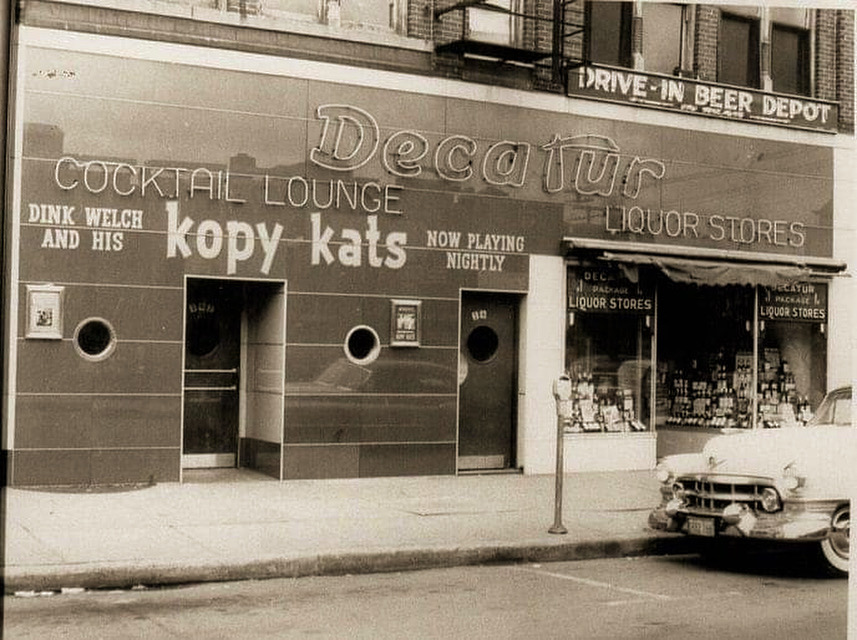 DRIVE-IN BEER DEPOT
Decatur
COCKTAIL LOUNGE
LIQUOR STORES
DINK WELCH
AND HIS
kopy kats
NOW PLAYING
NIGHTLY
DECATUR
PACKAGE
LIQUOR STORES
DECATUR
PACKAGE
LIQUOR STORES